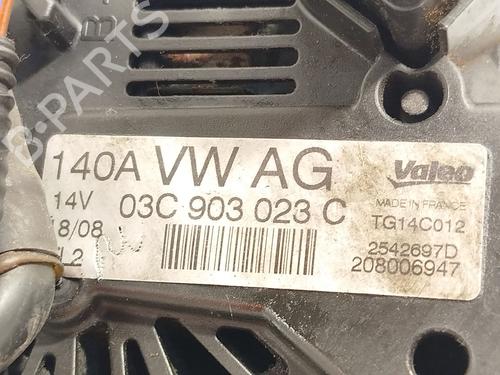 B-PARTS
140A VW AG
Valeo
14V
03C 903 023 C
MADE IN FRANCE
18/08
TG14C012
L2
2542697D
208006947